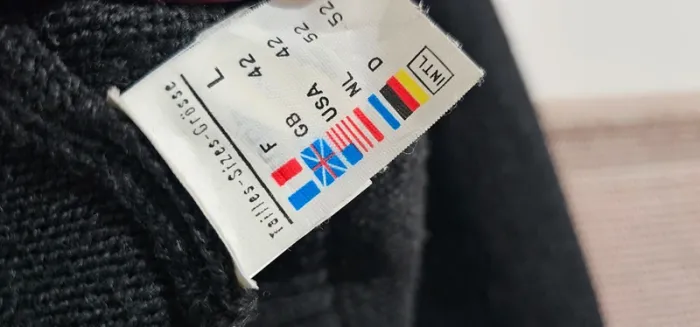 Tailles-Sizes-Grösse
F L
GB 42
USA 42
NL 52
D 52
INTL